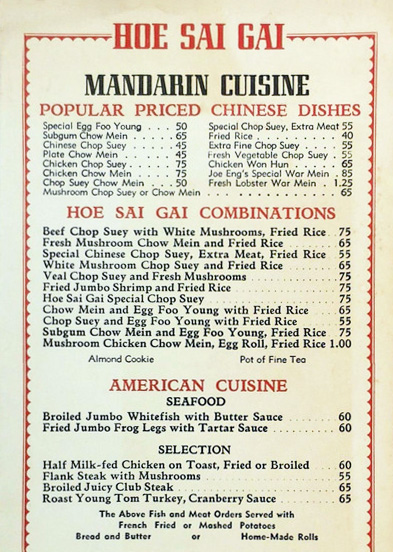 HOE SAI GAI
MANDARIN CUISINE
POPULAR PRICED CHINESE DISHES
Special Egg Foo Young . . . 50
Subgum Chow Mein . . . . . 65
Chinese Chop Suey . . . . . 45
Plate Chow Mein . . . . . 45
Chicken Chop Suey . . . . . 75
Chicken Chow Mein . . . . 75
Chop Suey Chow Mein . . . 50
Special Chop Suey, Extra Meat 55
Fried Rice . . . . . . . . . 40
Extra Fine Chop Suey . . . . 55
Fresh Vegetable Chop Suey . 55
Chicken Won Hun . . . . . 65
Joe Eng's Special War Mein . 85
Fresh Lobster War Mein . . 1.25
Mushroom Chop Suey or Chow Mein . . . . . . . . . . . . 65
HOE SAI GAI COMBINATIONS
Beef Chop Suey with White Mushrooms, Fried Rice . . 75
Fresh Mushroom Chow Mein and Fried Rice . . . . . . 65
Special Chinese Chop Suey, Extra Meat, Fried Rice 55
White Mushroom Chop Suey and Fried Rice . . . . . . 65
Veal Chop Suey and Fresh Mushrooms . . . . . . . . . 75
Fried Jumbo Shrimp and Fried Rice . . . . . . . . . . 75
Hoe Sai Gai Special Chop Suey . . . . . . . . . . . . 75
Chow Mein and Egg Foo Young with Fried Rice . . . 65
Chop Suey and Egg Foo Young with Fried Rice . . . . 55
Subgum Chow Mein and Egg Foo Young, Fried Rice 75
Mushroom Chicken Chow Mein, Egg Roll, Fried Rice 1.00
Almond Cookie Pot of Fine Tea
AMERICAN CUISINE
SEAFOOD
Broiled Jumbo Whitefish with Butter Sauce . . . . . . 60
Fried Jumbo Frog Legs with Tartar Sauce . . . . . . . 60
SELECTION
Half Milk-fed Chicken on Toast, Fried or Broiled . . . 60
Flank Steak with Mushrooms . . . . . . . . . . . . . . 55
Broiled Juicy Club Steak . . . . . . . . . . . . . . . . 65
Roast Young Tom Turkey, Cranberry Sauce . . . . . . 65
The Above Fish and Meat Orders Served with
French Fried or Mashed Potatoes
Bread and Butter or Home-Made Rolls